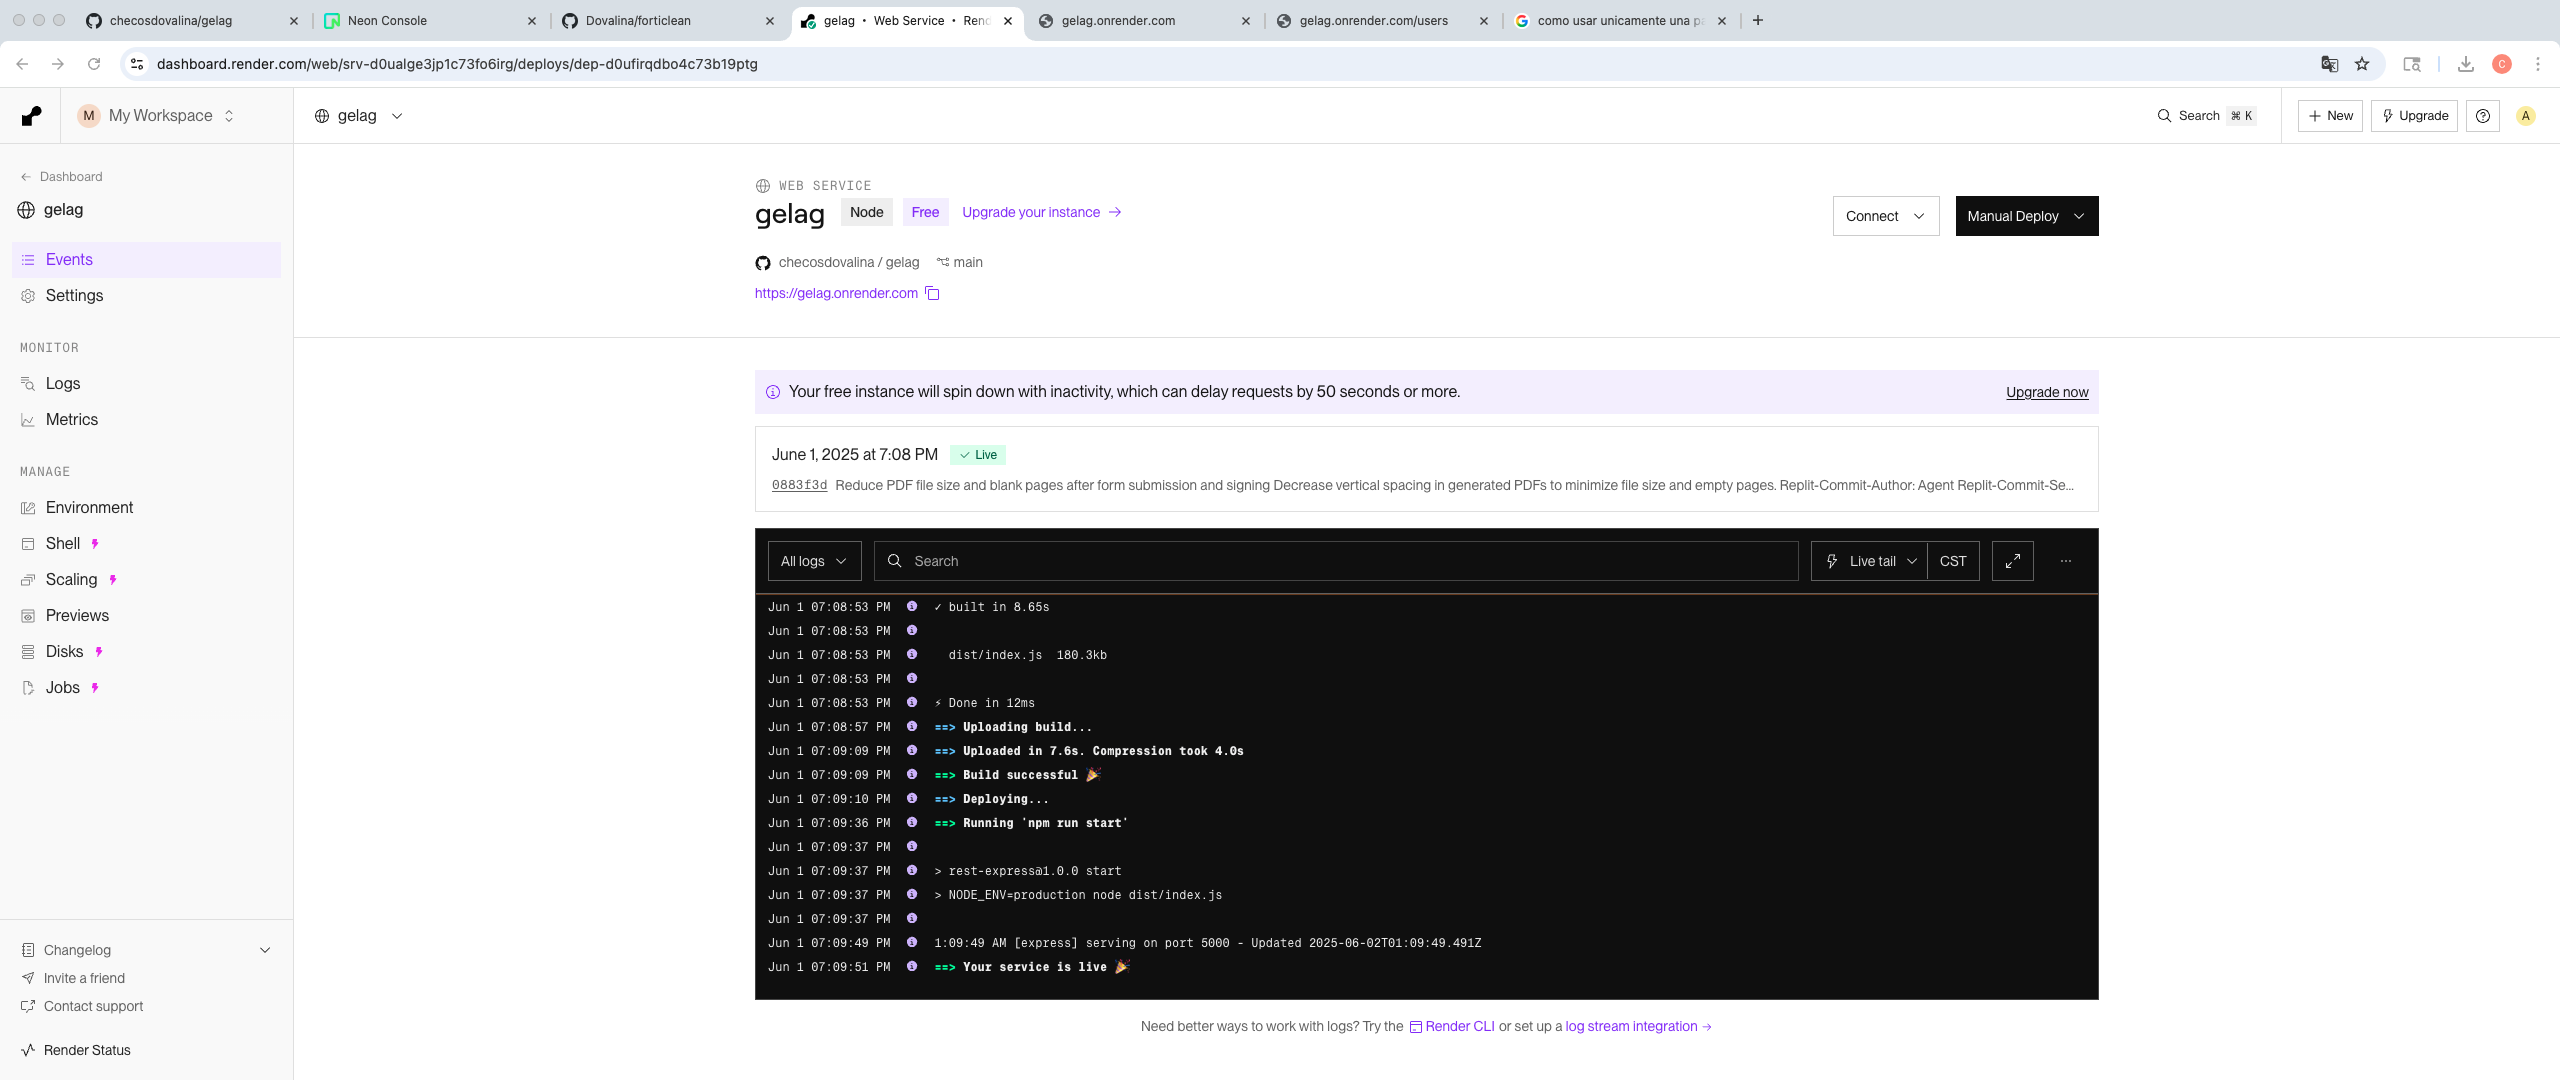 checosdovalina/gelag
Neon Console
Dovalina/forticlean
gelag • Web Service • Rend
gelag.onrender.com
gelag.onrender.com/users
como usar unicamente una pa
dashboard.render.com/web/srv-d0ualge3jp1c73fo6irg/deploys/dep-d0ufirqdbo4c73b19ptg
C
M My Workspace
gelag
Search ⌘ K
+ New
Upgrade
A
← Dashboard
gelag
Events
Settings
MONITOR
Logs
Metrics
MANAGE
Environment
Shell
Scaling
Previews
Disks
Jobs
Changelog
Invite a friend
Contact support
Render Status
WEB SERVICE
gelag Node Free Upgrade your instance →
Connect
Manual Deploy
checosdovalina / gelag main
https://gelag.onrender.com
Your free instance will spin down with inactivity, which can delay requests by 50 seconds or more.
Upgrade now
June 1, 2025 at 7:08 PM ✓ Live
0883f3d Reduce PDF file size and blank pages after form submission and signing Decrease vertical spacing in generated PDFs to minimize file size and empty pages. Replit-Commit-Author: Agent Replit-Commit-Se...
All logs
Search
Live tail
CST
...
Jun 1 07:08:53 PM ✓ built in 8.65s
Jun 1 07:08:53 PM
Jun 1 07:08:53 PM dist/index.js 180.3kb
Jun 1 07:08:53 PM
Jun 1 07:08:53 PM ⚡ Done in 12ms
Jun 1 07:08:57 PM ==> Uploading build...
Jun 1 07:09:09 PM ==> Uploaded in 7.6s. Compression took 4.0s
Jun 1 07:09:09 PM ==> Build successful 🎉
Jun 1 07:09:10 PM ==> Deploying...
Jun 1 07:09:36 PM ==> Running 'npm run start'
Jun 1 07:09:37 PM
Jun 1 07:09:37 PM > rest-express@1.0.0 start
Jun 1 07:09:37 PM > NODE_ENV=production node dist/index.js
Jun 1 07:09:37 PM
Jun 1 07:09:49 PM 1:09:49 AM [express] serving on port 5000 - Updated 2025-06-02T01:09:49.491Z
Jun 1 07:09:51 PM ==> Your service is live 🎉
Need better ways to work with logs? Try the Render CLI or set up a log stream integration →